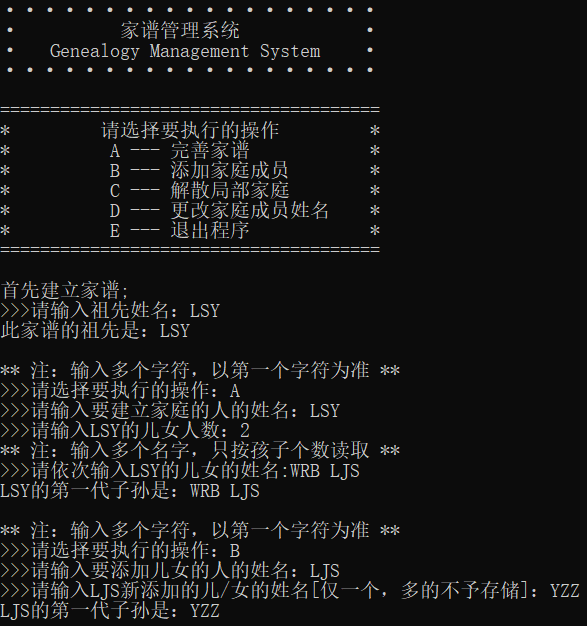 家谱管理系统
Genealogy Management System
=====================================
* 请选择要执行的操作 *
* A --- 完善家谱 *
* B --- 添加家庭成员 *
* C --- 解散局部家庭 *
* D --- 更改家庭成员姓名 *
* E --- 退出程序 *
=====================================
首先建立家谱;
>>>请输入祖先姓名: LSY
此家谱的祖先是: LSY
** 注: 输入多个字符，以第一个字符为准 **
>>>请选择要执行的操作: A
>>>请输入要建立家庭的人的姓名: LSY
>>>请输入LSY的儿女人数: 2
** 注: 输入多个名字，只按孩子个数读取 **
>>>请依次输入LSY的儿女的姓名:WRB LJS
LSY的第一代子孙是: WRB LJS
** 注: 输入多个字符，以第一个字符为准 **
>>>请选择要执行的操作: B
>>>请输入要添加儿女的人的姓名: LJS
>>>请输入LJS新添加的儿/女的姓名[仅一个，多的不予存储]: YZZ
LJS的第一代子孙是: YZZ